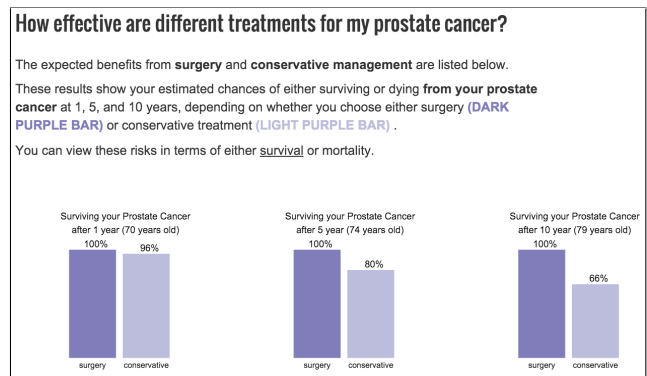 How effective are different treatments for my prostate cancer?
The expected benefits from surgery and conservative management are listed below.
These results show your estimated chances of either surviving or dying from your prostate
cancer at 1, 5, and 10 years, depending on whether you choose either surgery (DARK
PURPLE BAR) or conservative treatment (LIGHT PURPLE BAR) .
You can view these risks in terms of either survival or mortality.
Surviving your Prostate Cancer
after 1 year (70 years old)
100%
96%
surgery
conservative
Surviving your Prostate Cancer
after 5 year (74 years old)
100%
80%
surgery
conservative
Surviving your Prostate Cancer
after 10 year (79 years old)
100%
66%
surgery
conservative